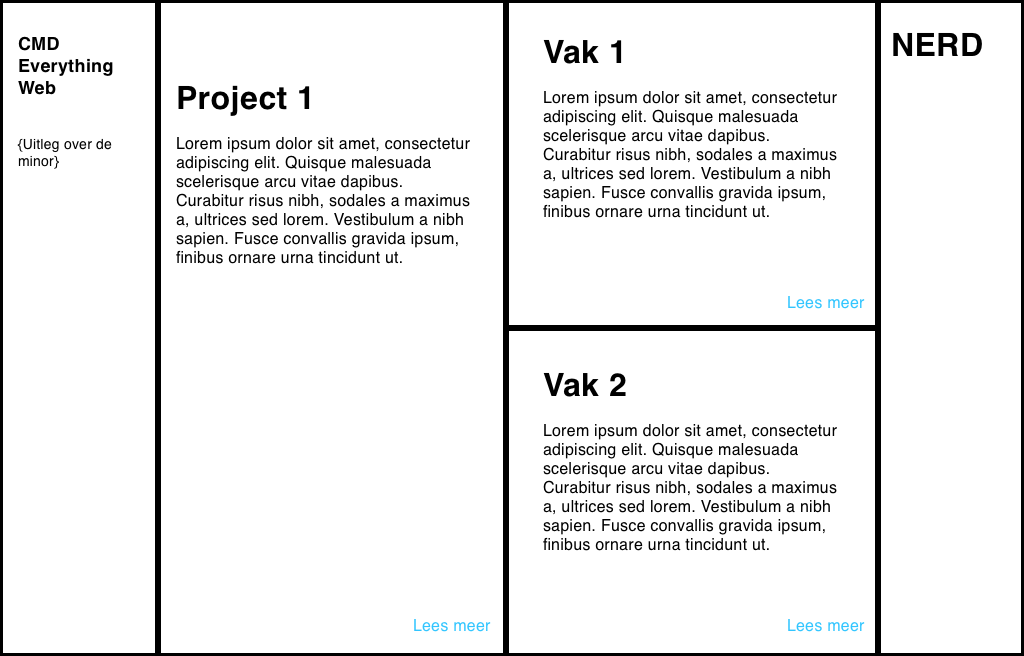 CMD
Everything
Web
{Uitleg over de
minor}
Project 1
Lorem ipsum dolor sit amet, consectetur
adipiscing elit. Quisque malesuada
scelerisque arcu vitae dapibus.
Curabitur risus nibh, sodales a maximus
a, ultrices sed lorem. Vestibulum a nibh
sapien. Fusce convallis gravida ipsum,
finibus ornare urna tincidunt ut.
Lees meer
Vak 1
Lorem ipsum dolor sit amet, consectetur
adipiscing elit. Quisque malesuada
scelerisque arcu vitae dapibus.
Curabitur risus nibh, sodales a maximus
a, ultrices sed lorem. Vestibulum a nibh
sapien. Fusce convallis gravida ipsum,
finibus ornare urna tincidunt ut.
Lees meer
Vak 2
Lorem ipsum dolor sit amet, consectetur
adipiscing elit. Quisque malesuada
scelerisque arcu vitae dapibus.
Curabitur risus nibh, sodales a maximus
a, ultrices sed lorem. Vestibulum a nibh
sapien. Fusce convallis gravida ipsum,
finibus ornare urna tincidunt ut.
Lees meer
NERD